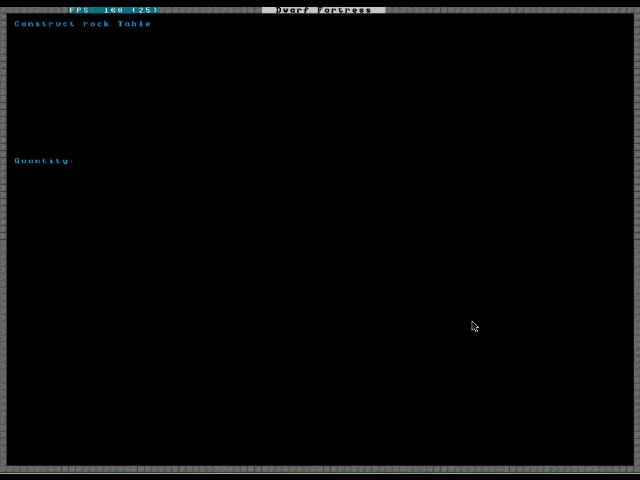 FPS: 100 (25) Dwarf Fortress
Construct rock Table
Quantity: